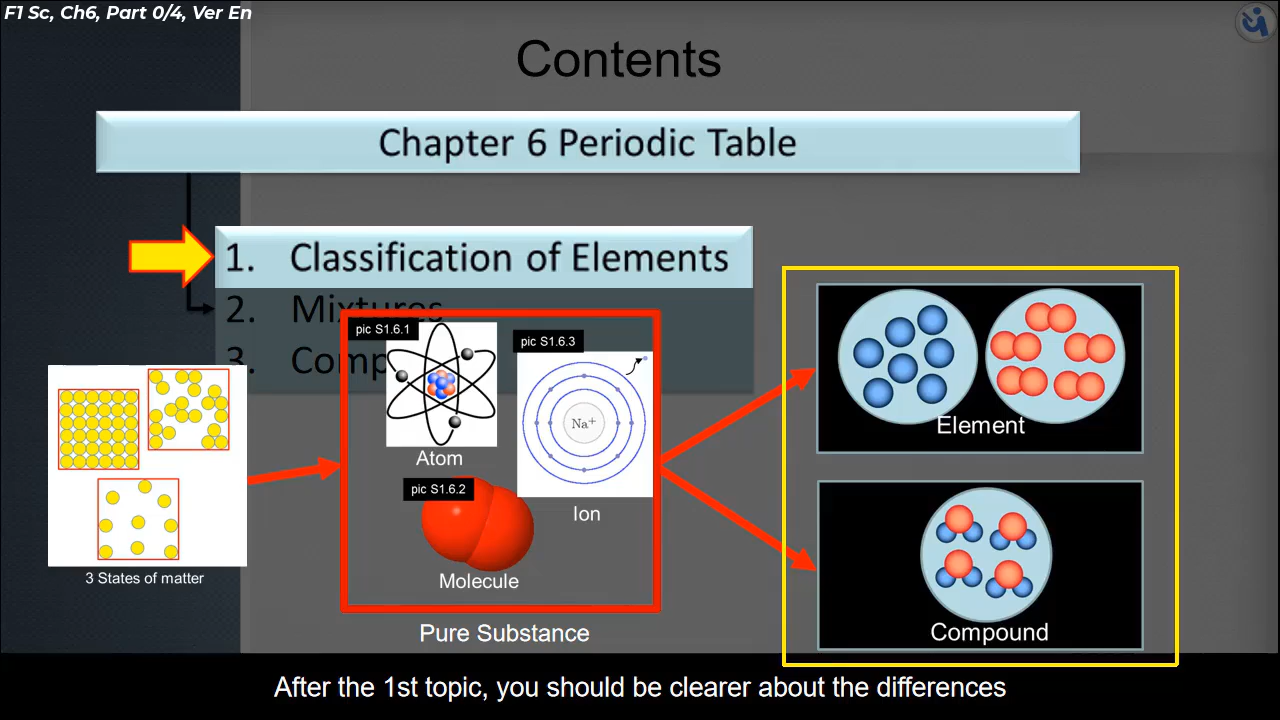 F1 Sc, Ch6, Part 0/4, Ver En
Contents
Chapter 6 Periodic Table
1. Classification of Elements
2. Mixtures
3. Comp
pic S1.6.1
pic S1.6.3
Na⁺
Atom
pic S1.6.2
Ion
Molecule
3 States of matter
Pure Substance
Element
Compound
After the 1st topic, you should be clearer about the differences